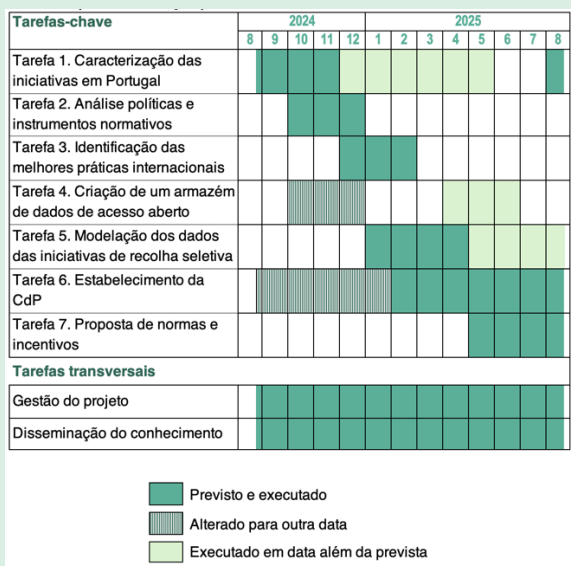 Tarefas-chave
2024 2025
8 9 10 11 12 1 2 3 4 5 6 7 8
Tarefa 1. Caracterização das
iniciativas em Portugal
Tarefa 2. Análise políticas e
instrumentos normativos
Tarefa 3. Identificação das
melhores práticas internacionais
Tarefa 4. Criação de um armazém
de dados de acesso aberto
Tarefa 5. Modelação dos dados
das iniciativas de recolha seletiva
Tarefa 6. Estabelecimento da
CdP
Tarefa 7. Proposta de normas e
incentivos
Tarefas transversais
Gestão do projeto
Disseminação do conhecimento
Previsto e executado
Alterado para outra data
Executado em data além da prevista